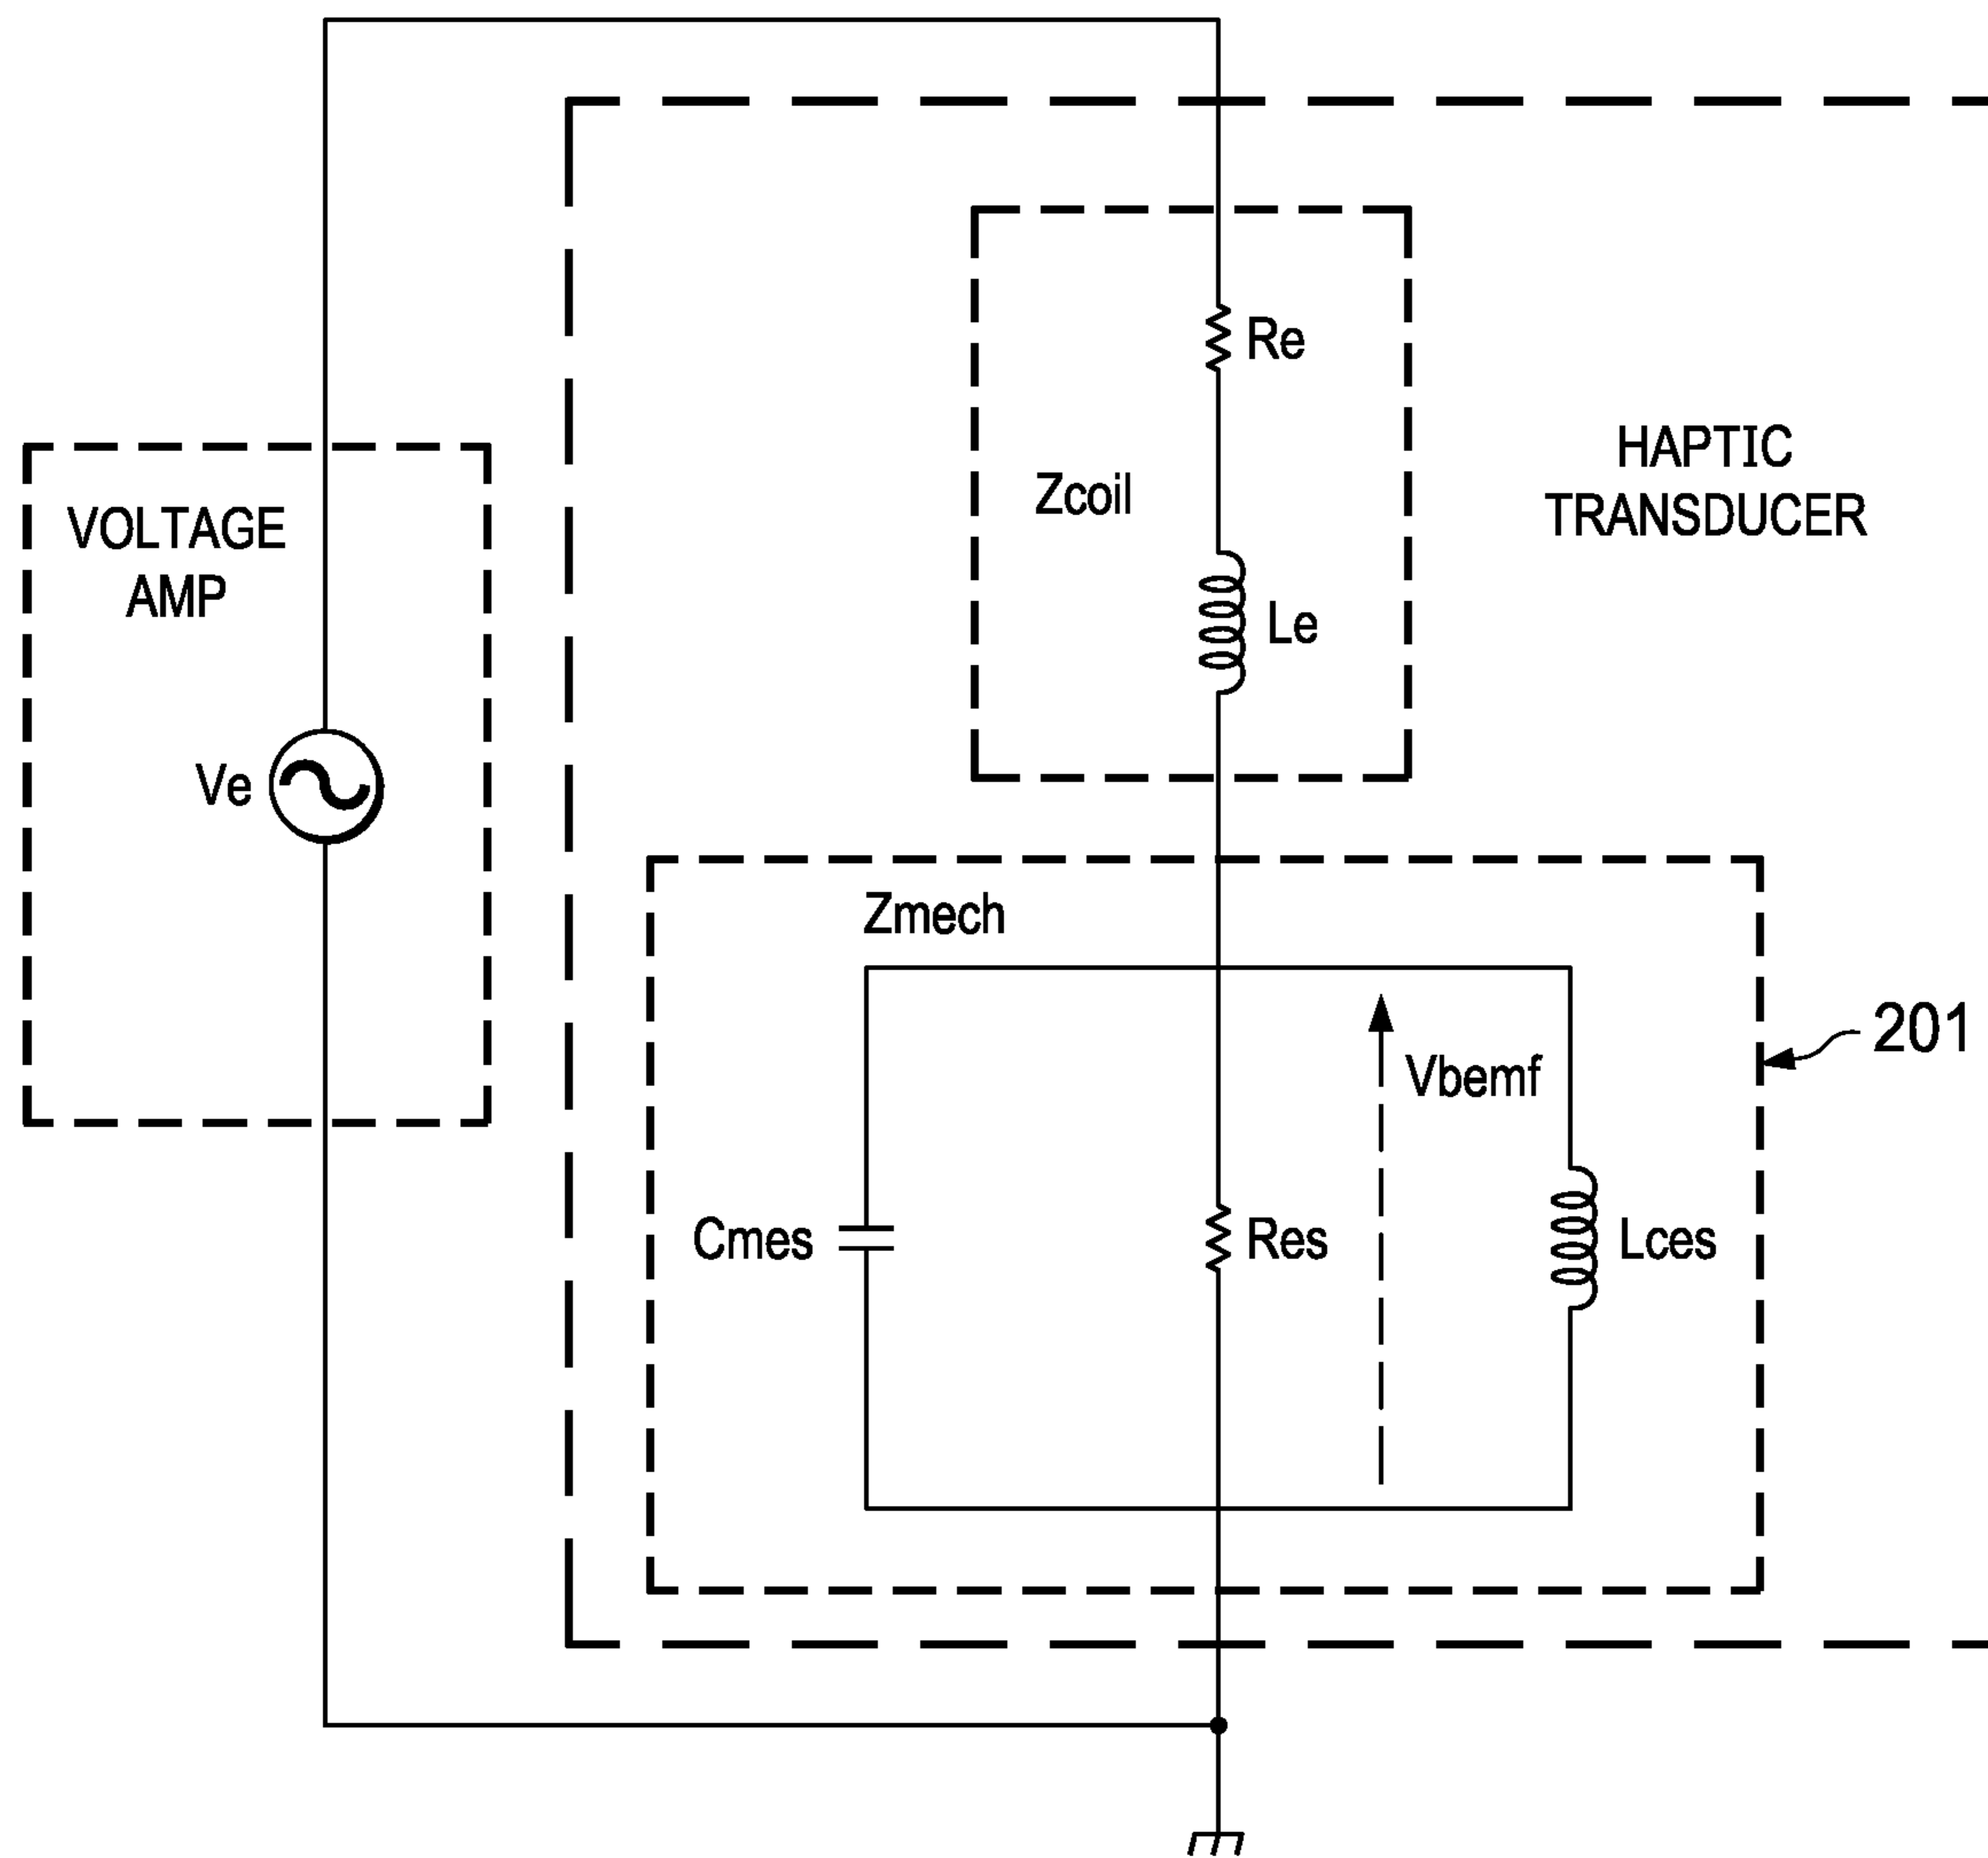 Re
Zcoil
HAPTIC
TRANSDUCER
VOLTAGE
AMP
Le
Ve
Zmech
201
Vbemf
Cmes
Res
Lces